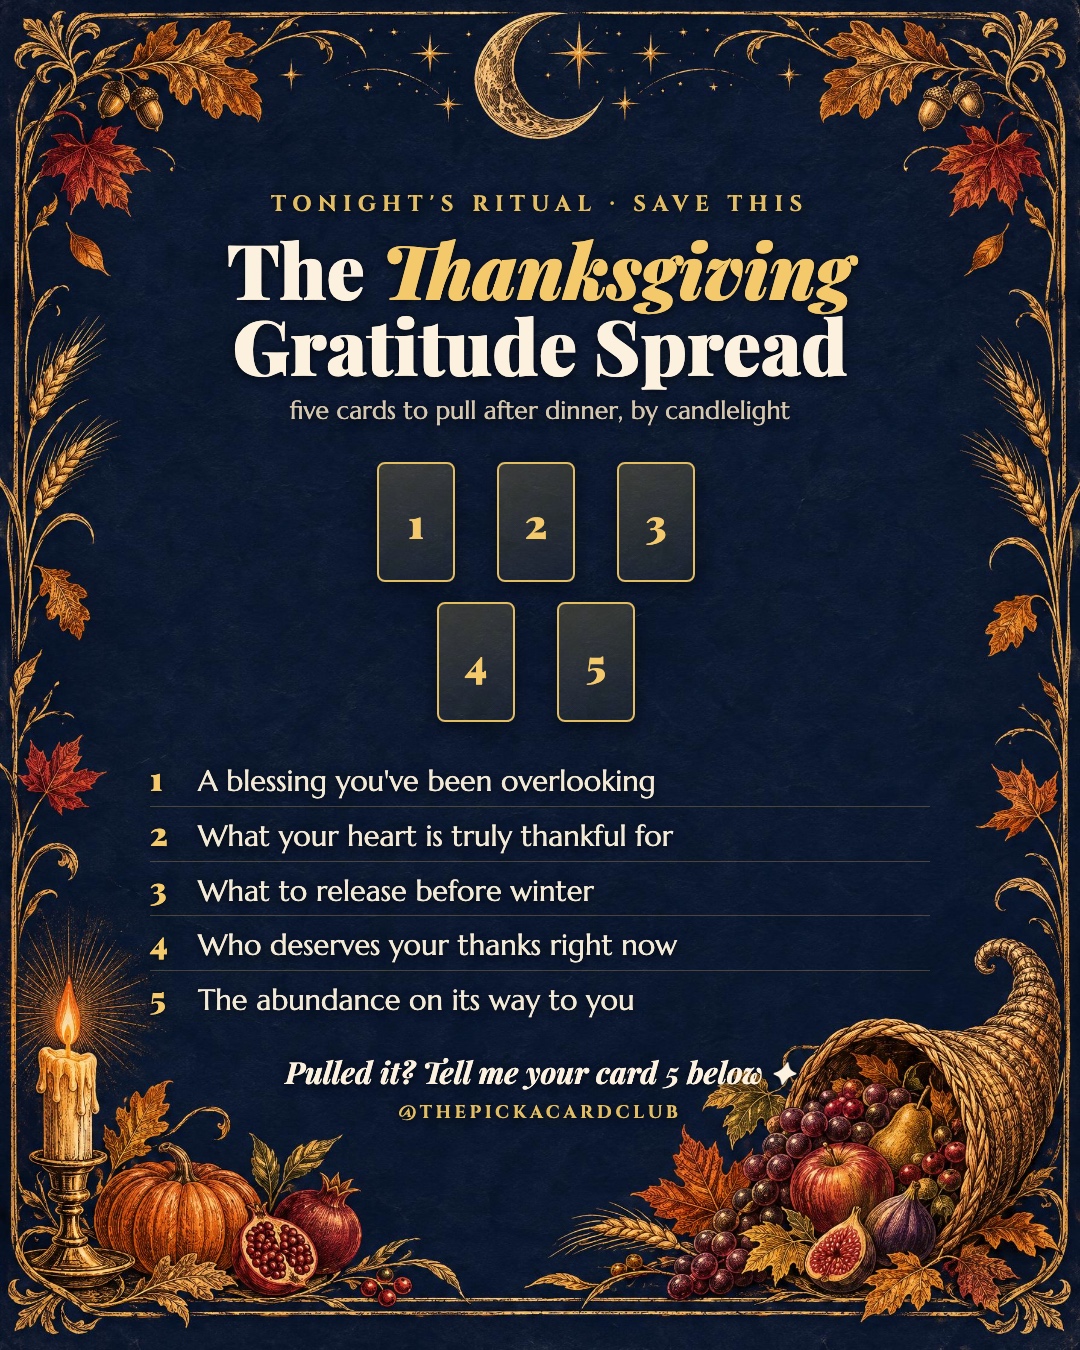 TONIGHT'S RITUAL · SAVE THIS
The Thanksgiving
Gratitude Spread
five cards to pull after dinner, by candlelight
1 2 3
4 5
1 A blessing you've been overlooking
2 What your heart is truly thankful for
3 What to release before winter
4 Who deserves your thanks right now
5 The abundance on its way to you
Pulled it? Tell me your card 5 below ✦
@THEPICKACARDCLUB